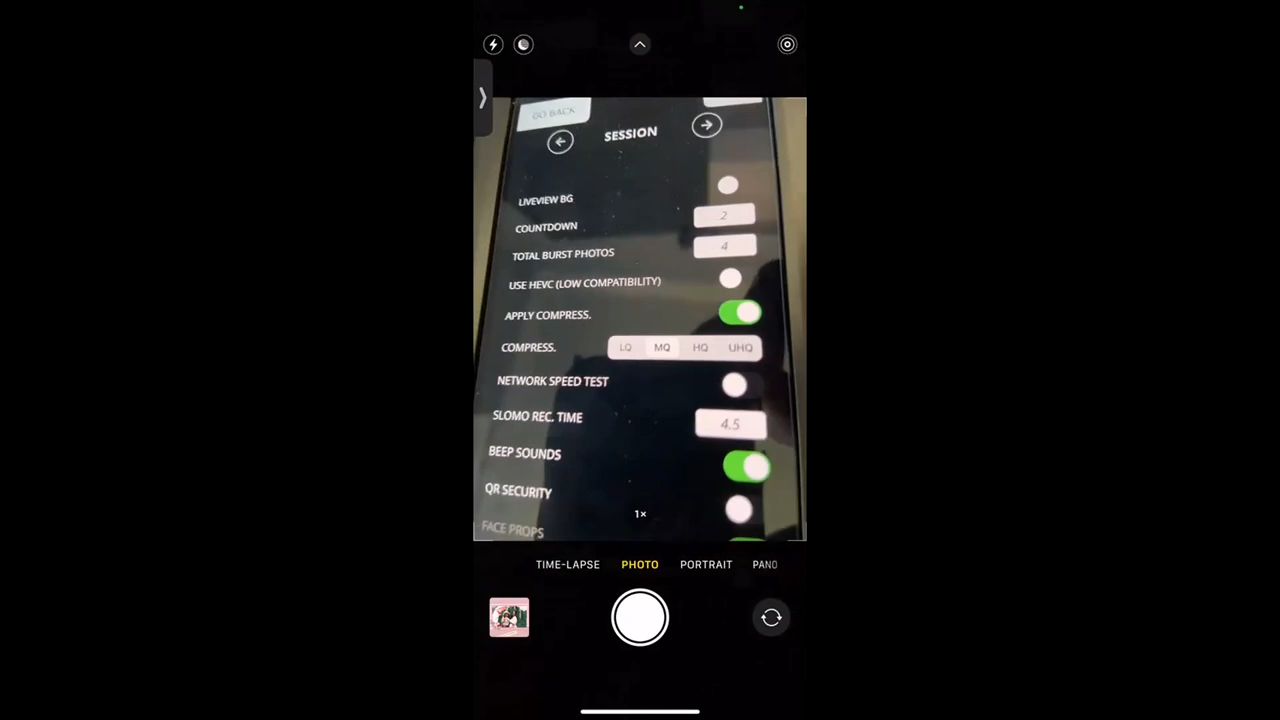 GO BACK
SESSION
LIVEVIEW BG
COUNTDOWN 2
TOTAL BURST PHOTOS 4
USE HEVC (LOW COMPATIBILITY)
APPLY COMPRESS.
COMPRESS. LQ MQ HQ UHQ
NETWORK SPEED TEST
SLOMO REC. TIME 4.5
BEEP SOUNDS
QR SECURITY
FACE PROPS
1×
TIME-LAPSE PHOTO PORTRAIT PANO